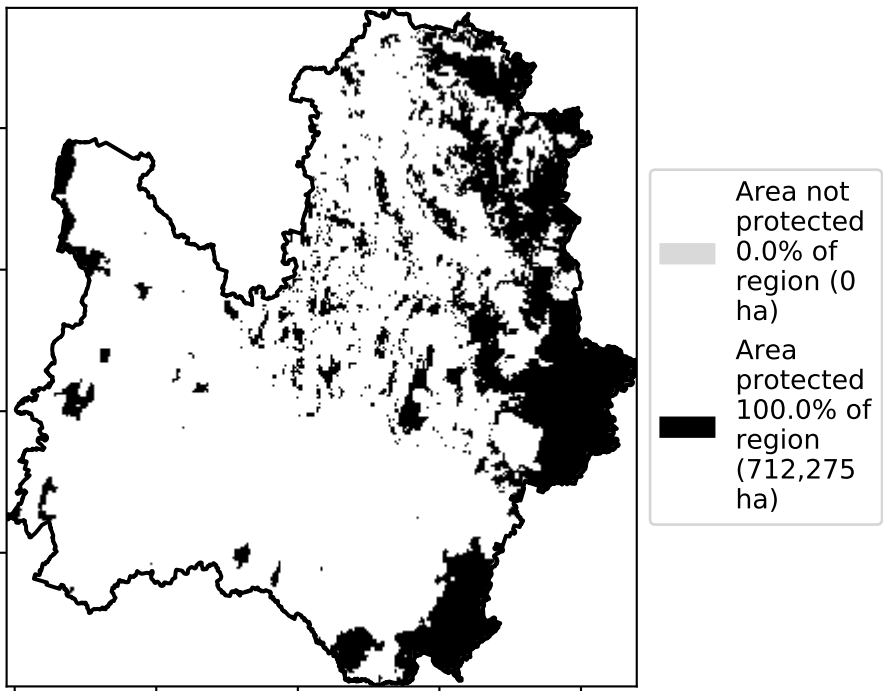 Area not
protected
0.0% of
region (0
ha)
Area
protected
100.0% of
region
(712,275
ha)